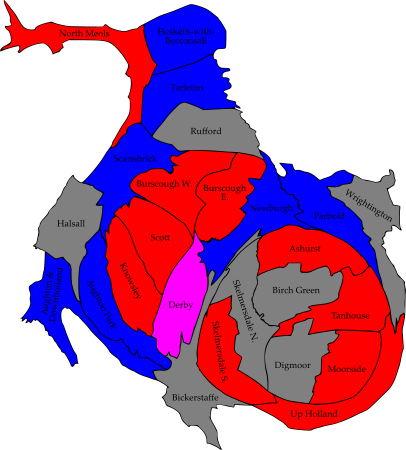 North Meols
Hesketh-with-
Becconsall
Tarleton
Rufford
Scarisbrick
Burscough W.
Burscough
E.
Newburgh
Parbold
Wrightington
Halsall
Scott
Knowsley
Derby
Ashurst
Birch Green
Skelmersdale N.
Tanhouse
Aughton &
Downholland
Aughton Park
Skelmersdale S.
Digmoor
Moorside
Bickerstaffe
Up Holland